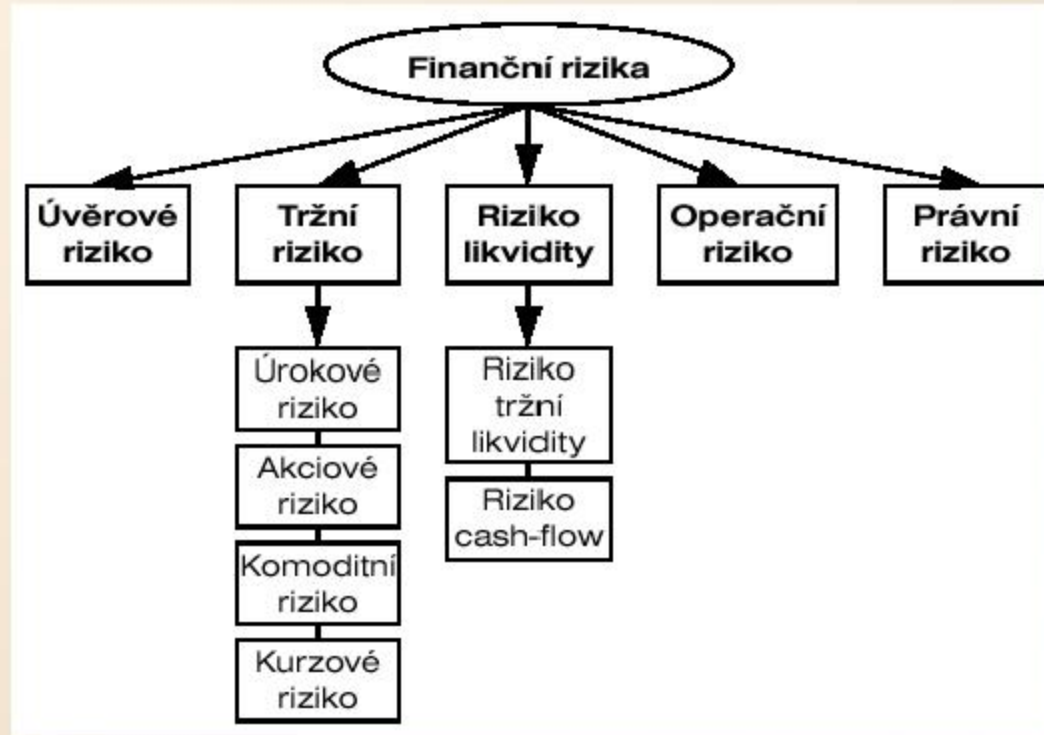 Finanční rizika
Úvěrové
riziko
Tržní
riziko
Riziko
likvidity
Operační
riziko
Právní
riziko
Úrokové
riziko
Akciové
riziko
Komoditní
riziko
Kurzové
riziko
Riziko
tržní
likvidity
Riziko
cash-flow